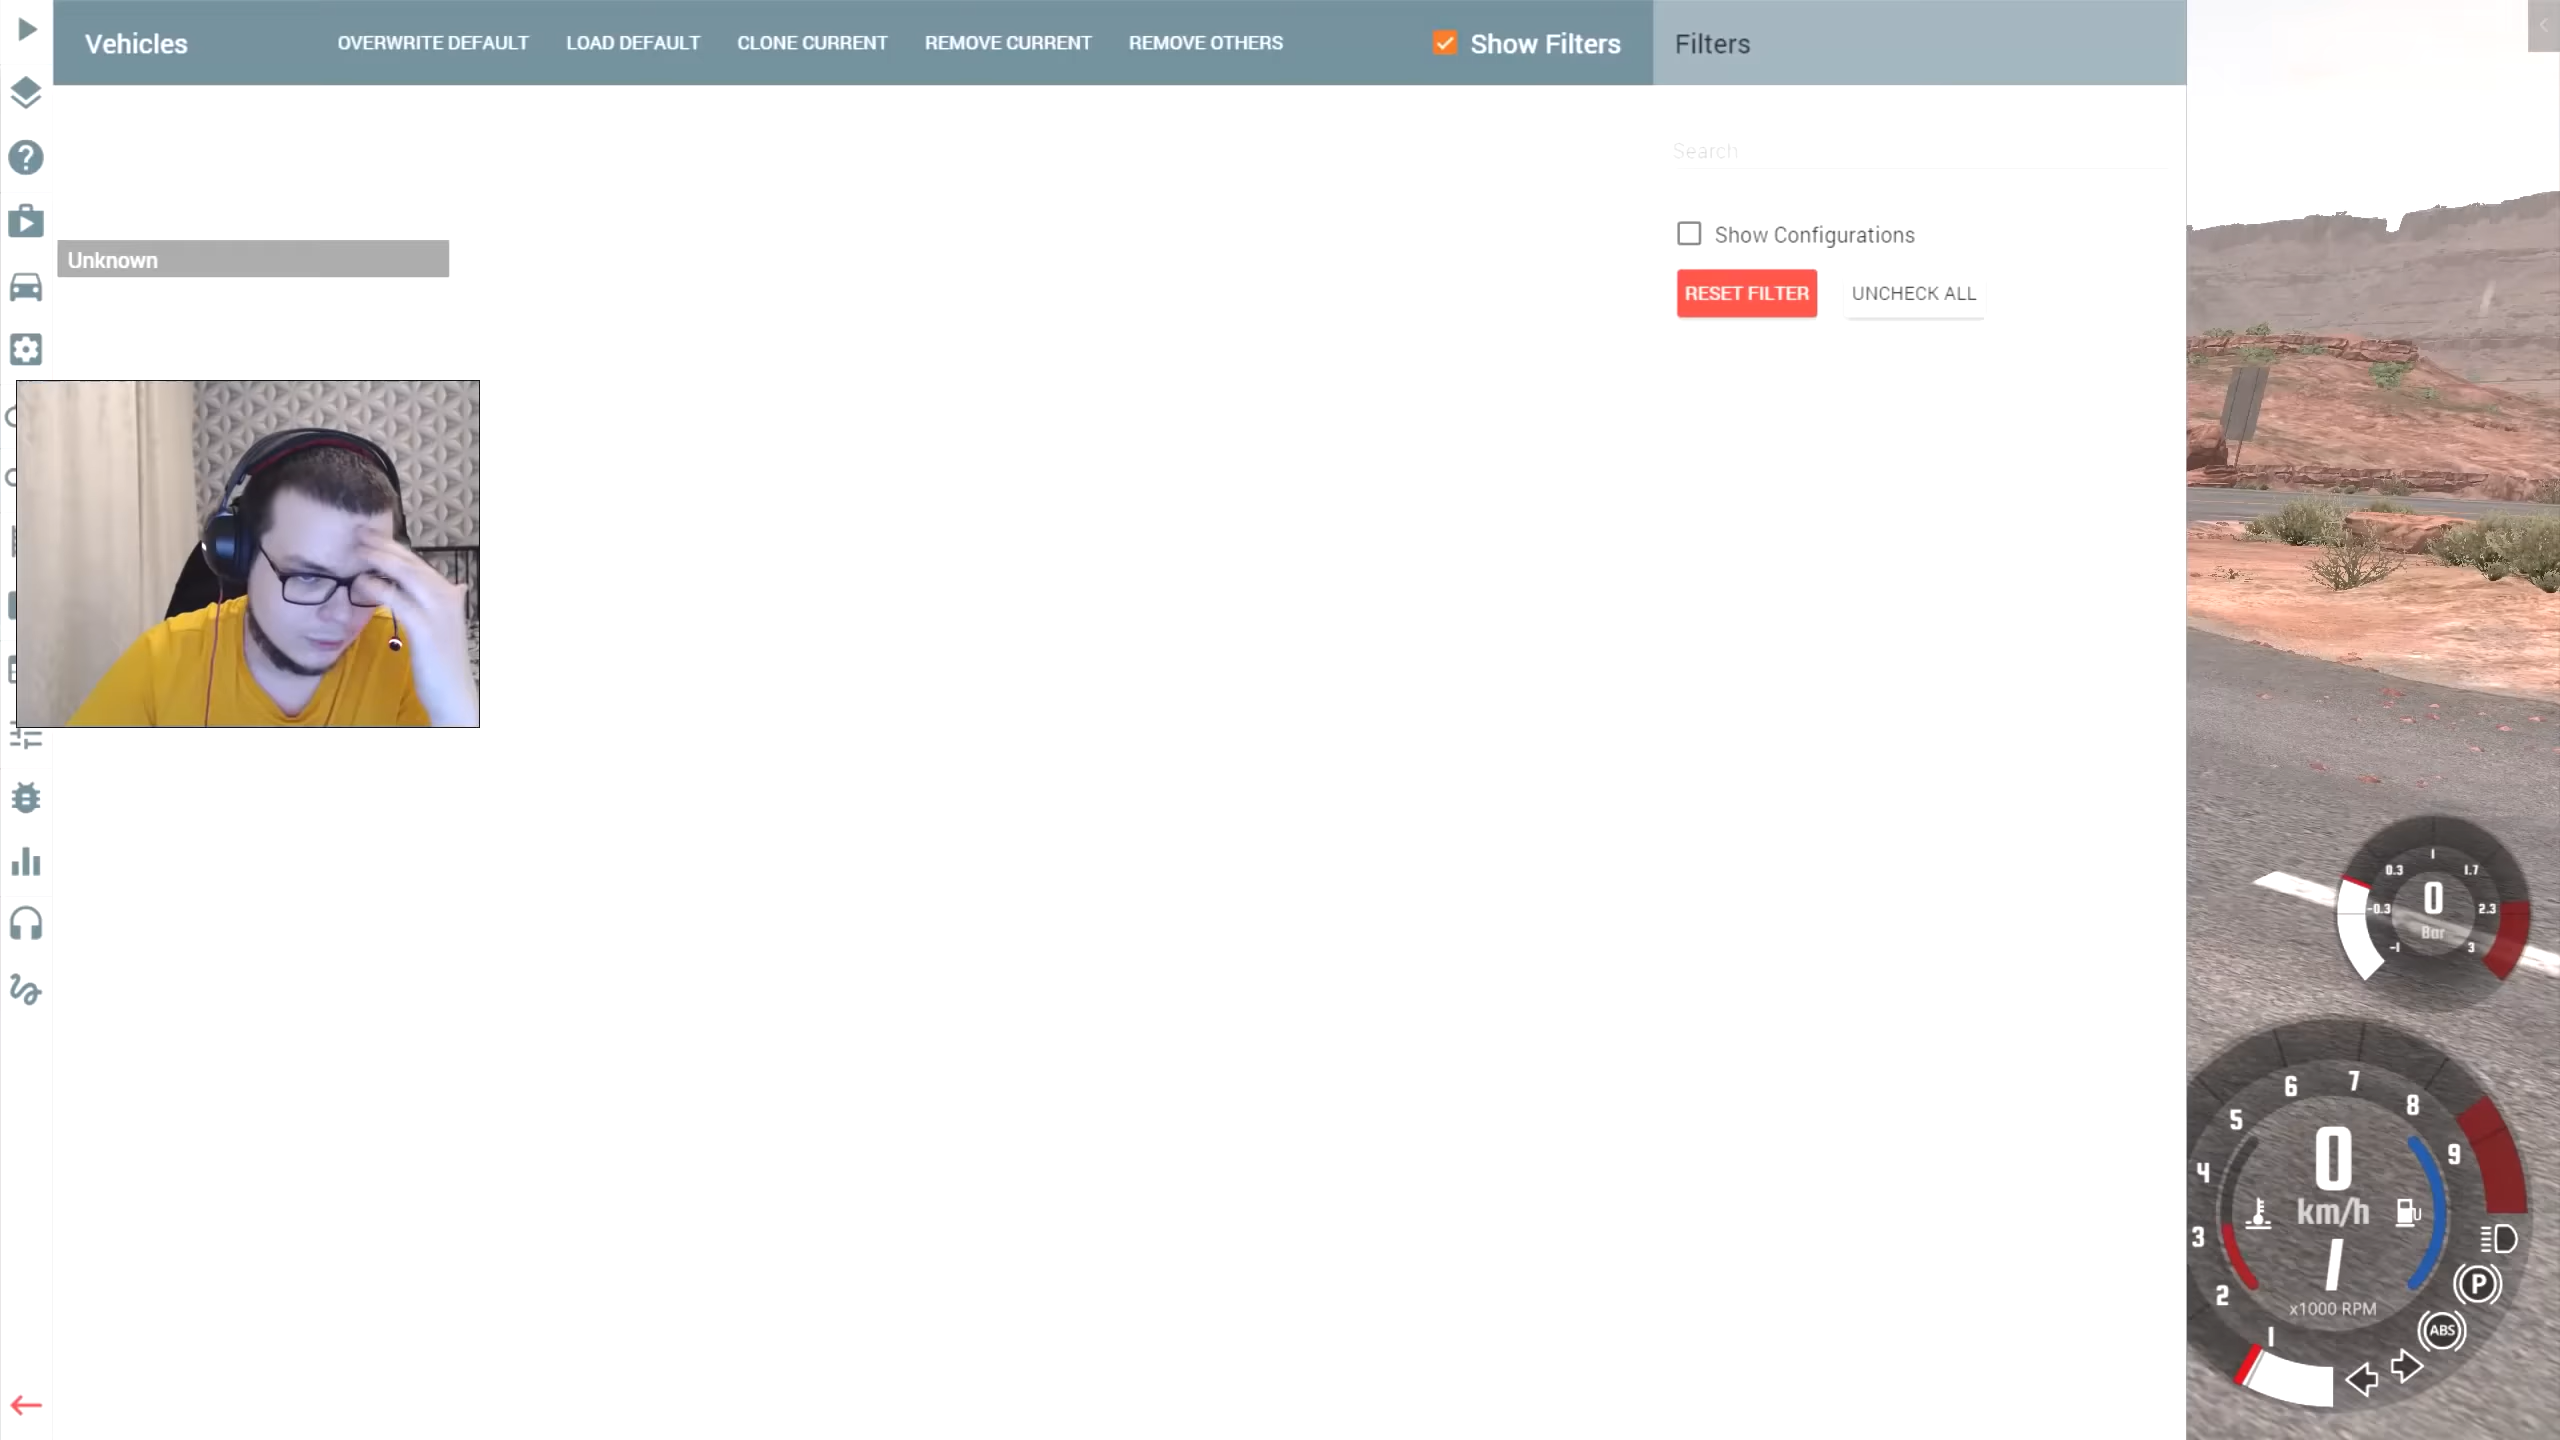 Vehicles
OVERWRITE DEFAULT
LOAD DEFAULT
CLONE CURRENT
REMOVE CURRENT
REMOVE OTHERS
Show Filters
Filters
Search
Show Configurations
RESET FILTER
UNCHECK ALL
Unknown
1
0.3
1.7
0
-0.3
2.3
Bar
-1
3
7
6
8
5
0
9
4
km/h
3
1
P
2
x1000 RPM
ABS
1